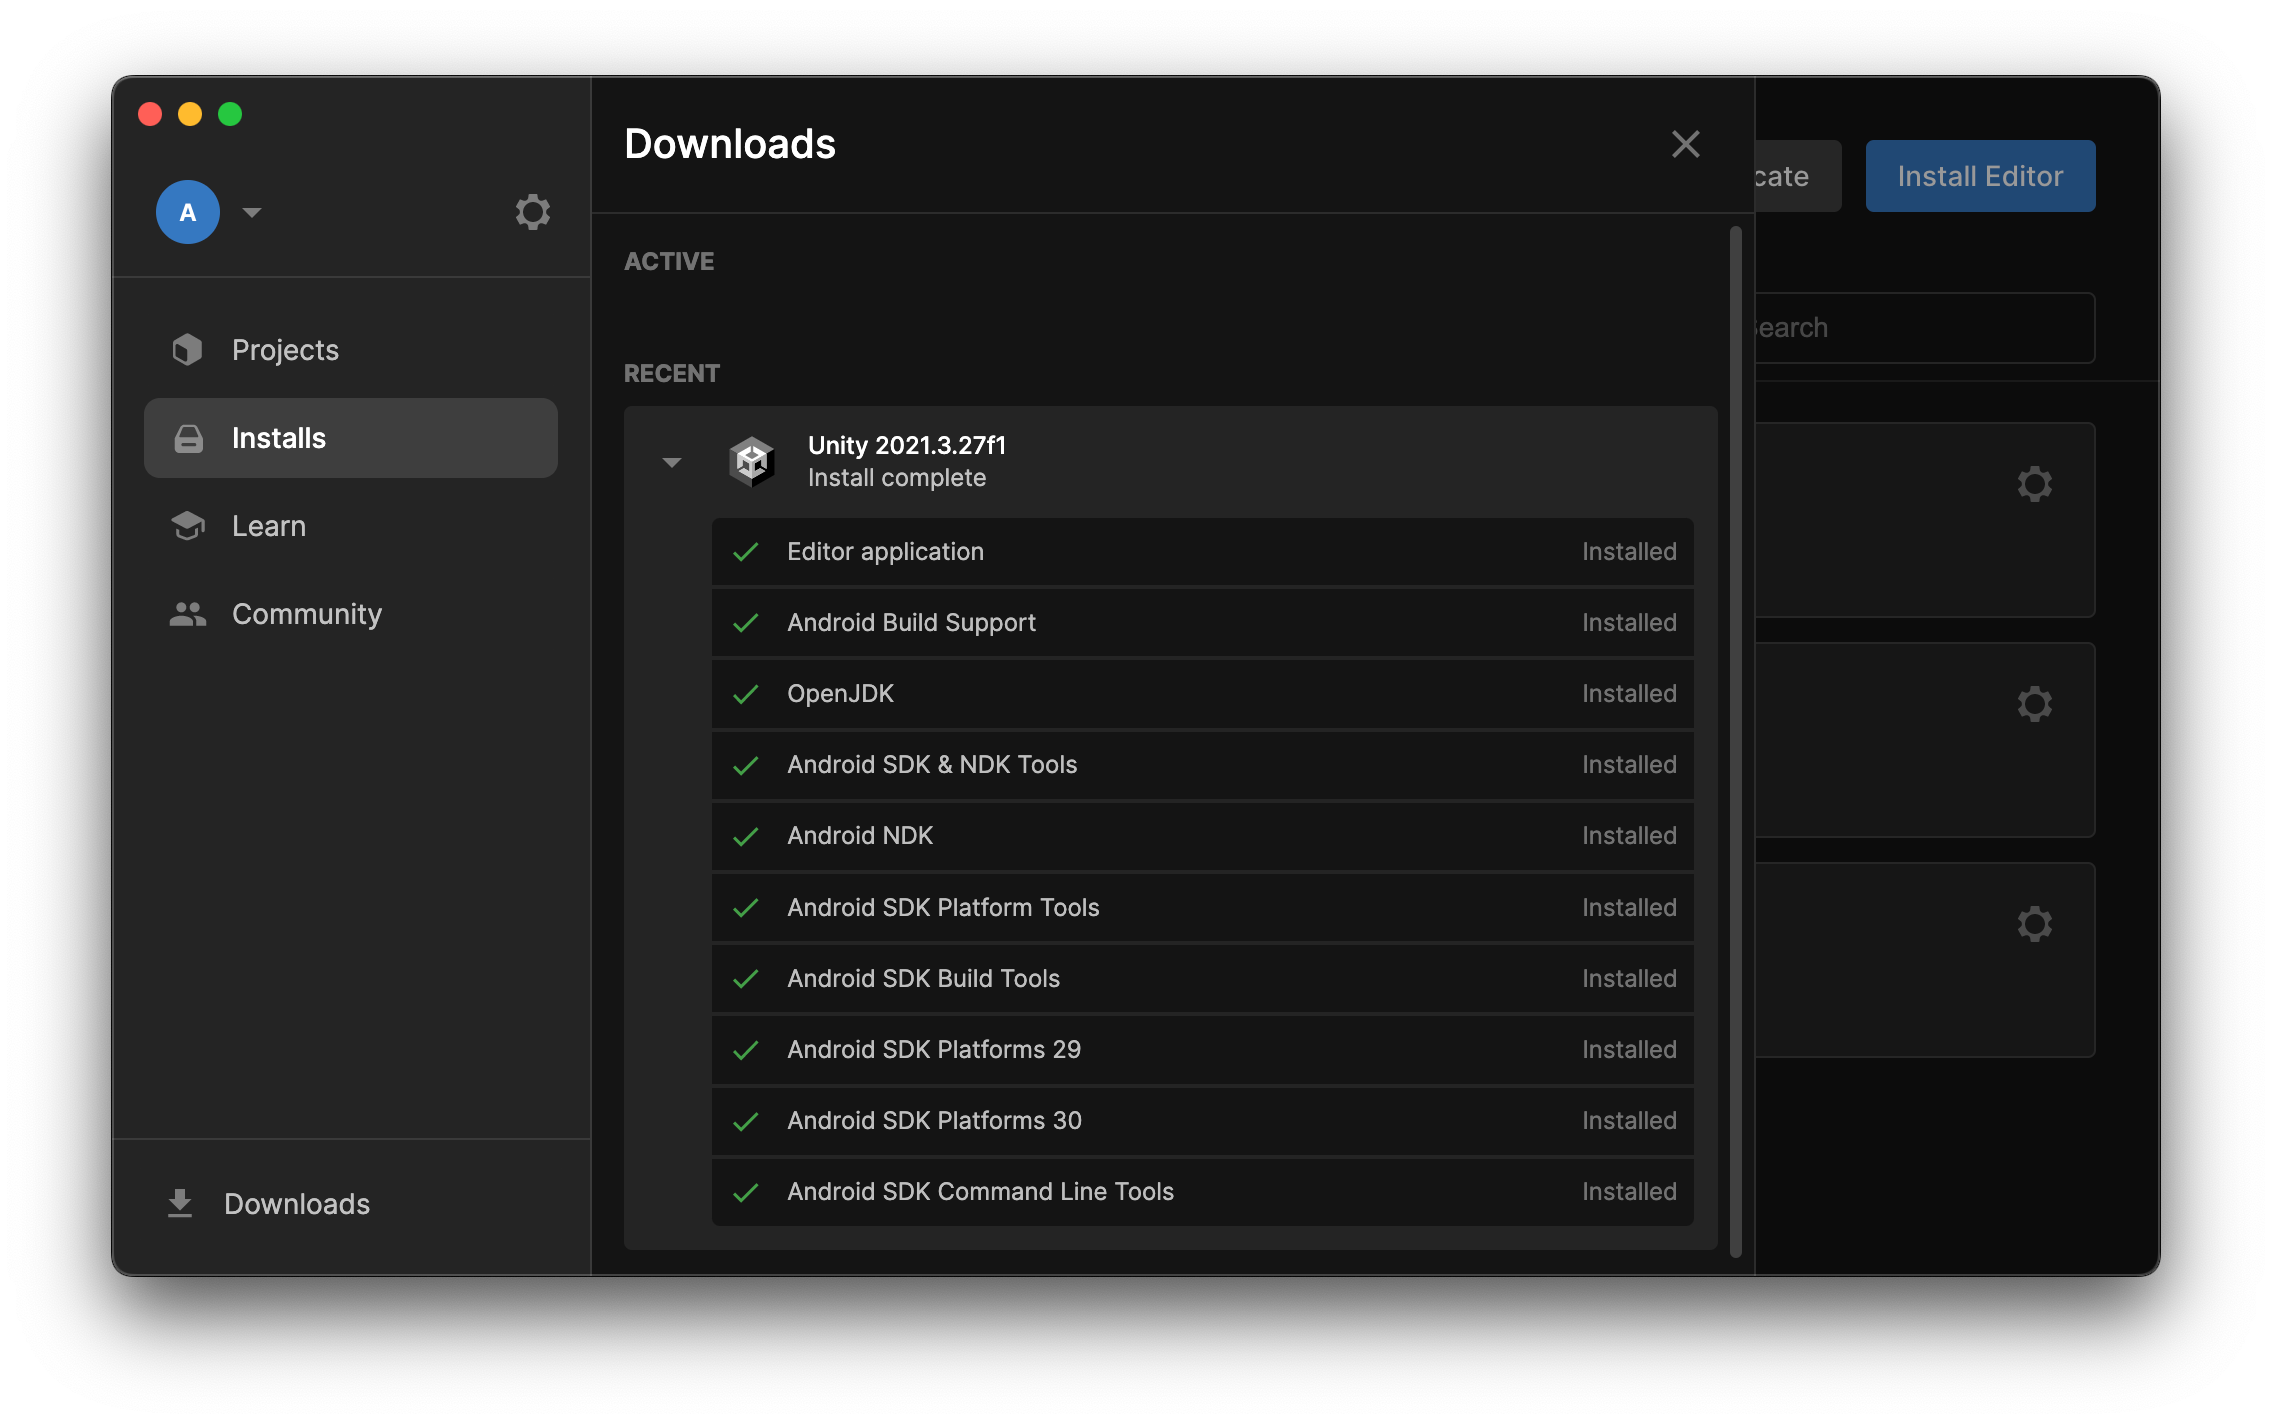 A
Projects
Installs
Learn
Community
Downloads
Downloads
ACTIVE
RECENT
Unity 2021.3.27f1
Install complete
Editor application Installed
Android Build Support Installed
OpenJDK Installed
Android SDK & NDK Tools Installed
Android NDK Installed
Android SDK Platform Tools Installed
Android SDK Build Tools Installed
Android SDK Platforms 29 Installed
Android SDK Platforms 30 Installed
Android SDK Command Line Tools Installed
cate
Install Editor
Search